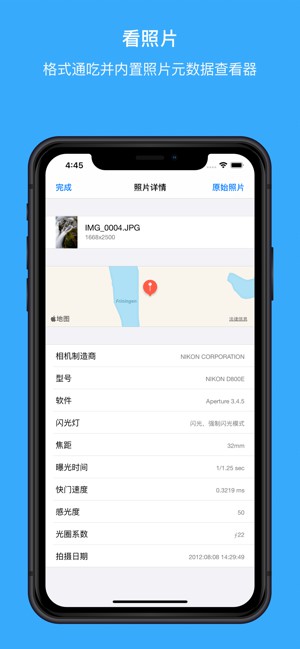 看照片
格式通吃并内置照片元数据查看器
4:45
完成 照片详情 原始照片
IMG_0004.JPG
1668x2500
地图
法律信息
相机制造商 NIKON CORPORATION
型号 NIKON D800E
软件 Aperture 3.4.5
闪光灯 闪光，强制闪光模式
焦距 32mm
曝光时间 1/1.25 sec
快门速度 0.3219 ms
感光度 50
光圈系数 ƒ22
拍摄日期 2012:08:08 14:29:49